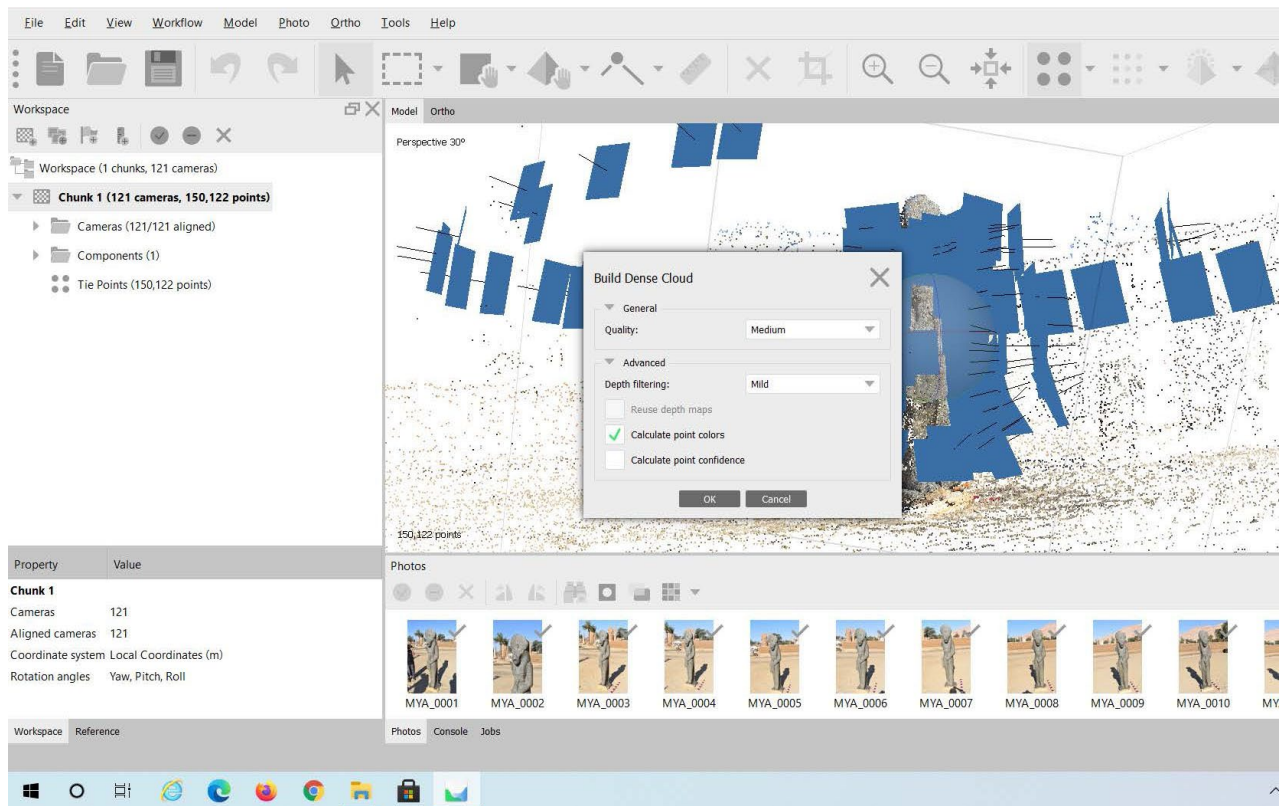 File Edit View Workflow Model Photo Ortho Tools Help
Workspace
Workspace (1 chunks, 121 cameras)
Chunk 1 (121 cameras, 150,122 points)
Cameras (121/121 aligned)
Components (1)
Tie Points (150,122 points)
Property Value
Chunk 1
Cameras 121
Aligned cameras 121
Coordinate system Local Coordinates (m)
Rotation angles Yaw, Pitch, Roll
Workspace Reference
Model Ortho
Perspective 30°
Build Dense Cloud
General
Quality: Medium
Advanced
Depth filtering: Mild
Reuse depth maps
Calculate point colors
Calculate point confidence
OK Cancel
150,122 points
Photos
MYA_0001 MYA_0002 MYA_0003 MYA_0004 MYA_0005 MYA_0006 MYA_0007 MYA_0008 MYA_0009 MYA_0010 MY
Photos Console Jobs